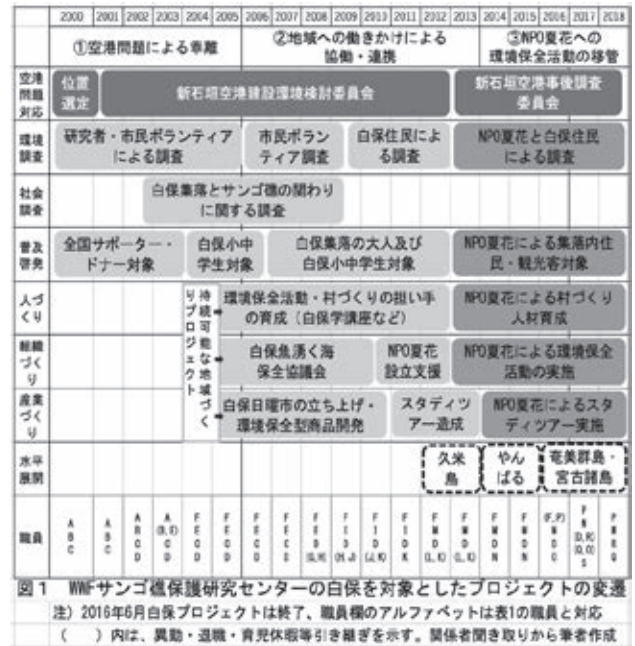 2000 2001 2002 2003 2004 2005 2006 2007 2008 2009 2010 2011 2012 2013 2014 2015 2016 2017 2018
①空港問題による乖離
②地域への働きかけによる
協働・連携
③NPO夏花への
環境保全活動の移管
空港
問題
対応
位置
選定
新石垣空港建設環境検討委員会
新石垣空港事後調査
委員会
環境
調査
研究者・市民ボランティア
による調査
市民ボラン
ティア調査
白保住民によ
る調査
NPO夏花と白保住民
による調査
社会
調査
白保集落とサンゴ礁の関わり
に関する調査
普及
啓発
全国サポーター・
ドナー対象
白保小中
学生対象
白保集落の大人及び
白保小中学生対象
NPO夏花による集落内住
民・観光客対象
人づ
くり
持続可能な地域づく
りプロジェクト
環境保全活動・村づくりの担い手
の育成（白保学講座など）
NPO夏花による村づくり
人材育成
組織
づく
り
白保魚湧く海
保全協議会
NPO夏花
設立支援
NPO夏花による環境保全
活動の実施
産業
づく
り
白保日曜市の立ち上げ・
環境保全型商品開発
スタディツ
アー造成
NPO夏花によるスタ
ディツアー実施
水平
展開
久米
島
やん
ばる
奄美群島・
宮古諸島
職員
図1 WWFサンゴ礁保護研究センターの白保を対象としたプロジェクトの変遷
注）2016年6月白保プロジェクトは終了、職員欄のアルファベットは表1の職員と対応
（ ）内は、異動・退職・育児休暇等引き継ぎを示す。関係者聞き取りから筆者作成